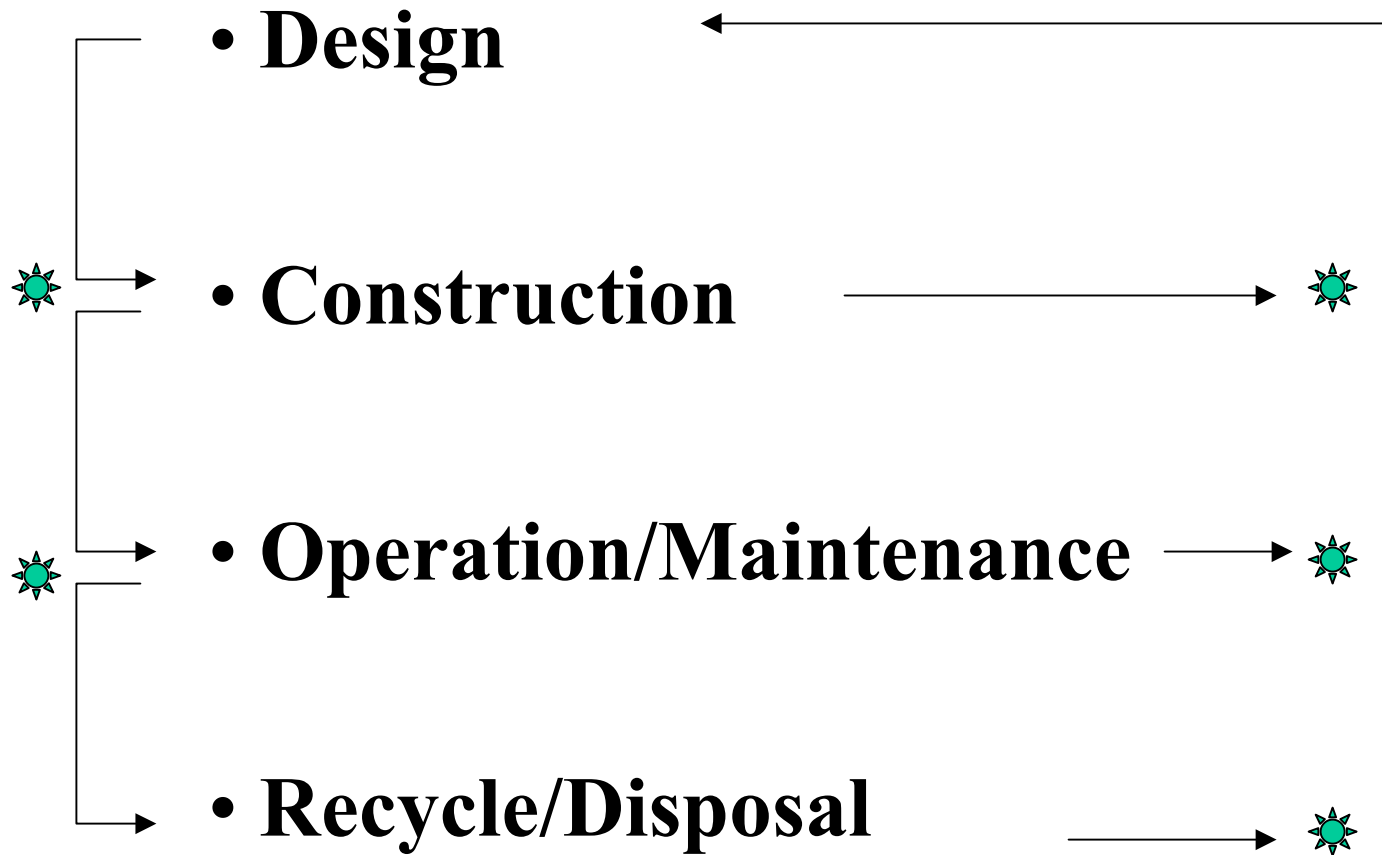 • Design
• Construction
• Operation/Maintenance
• Recycle/Disposal